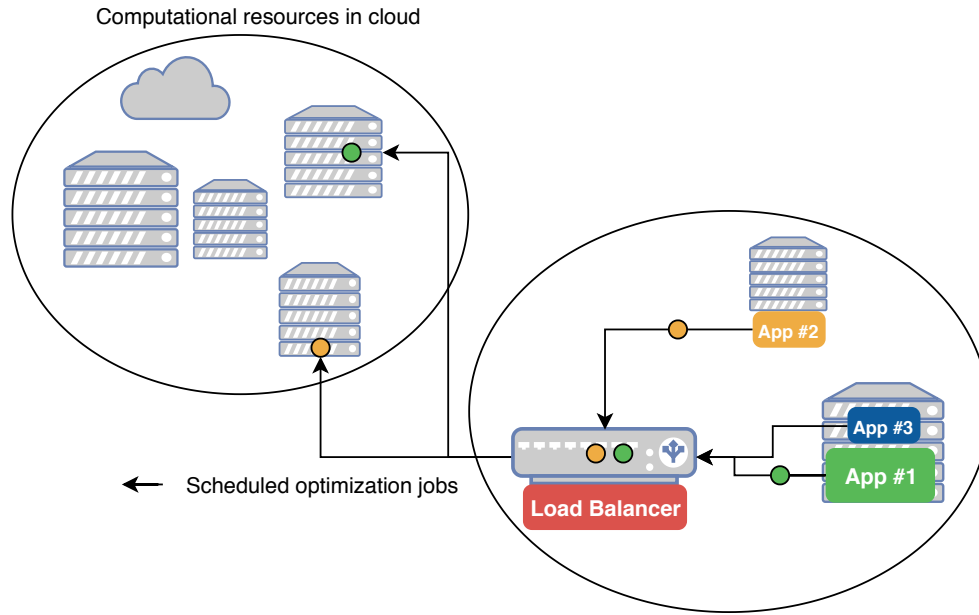 Computational resources in cloud
App #2
App #3
App #1
Load Balancer
Scheduled optimization jobs